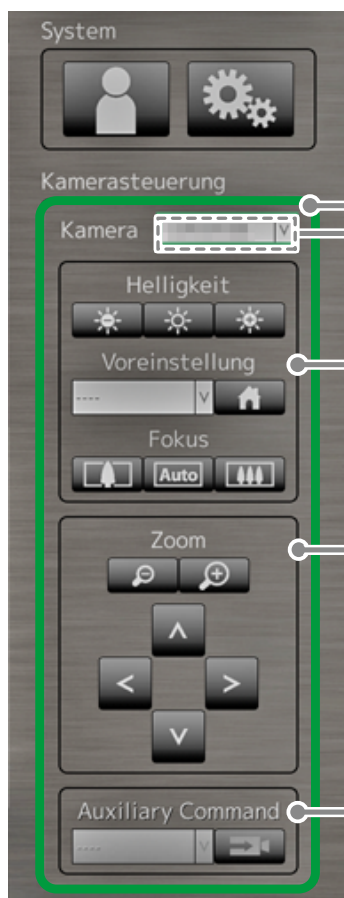 System
Kamerasteuerung
Kamera
Helligkeit
Voreinstellung
----
Fokus
Auto
Zoom
Auxiliary Command
----